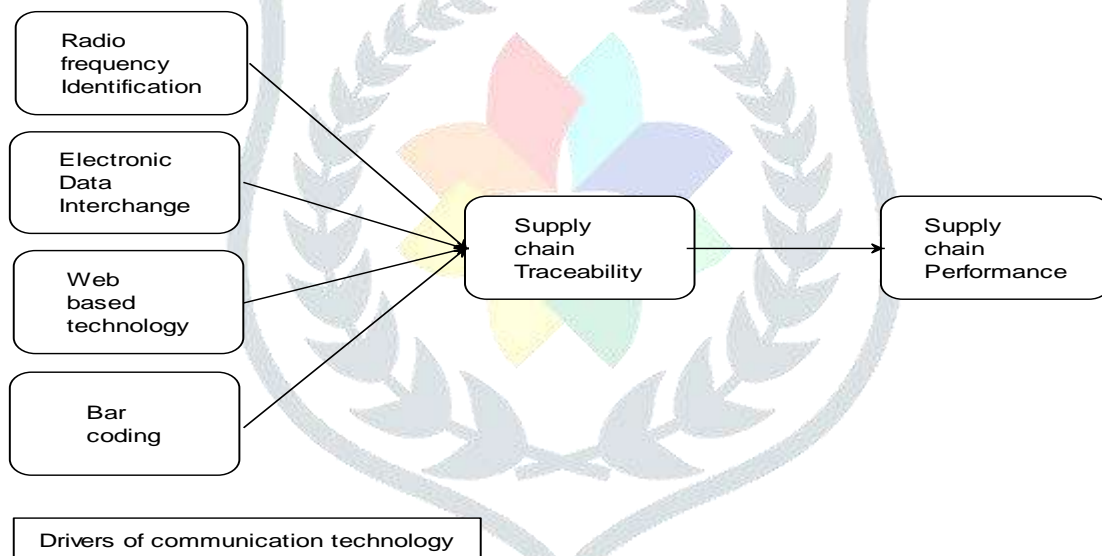 Radio
frequency
Identification
Electronic
Data
Interchange
Web
based
technology
Bar
coding
Supply
chain
Traceability
Supply
chain
Performance
Drivers of communication technology